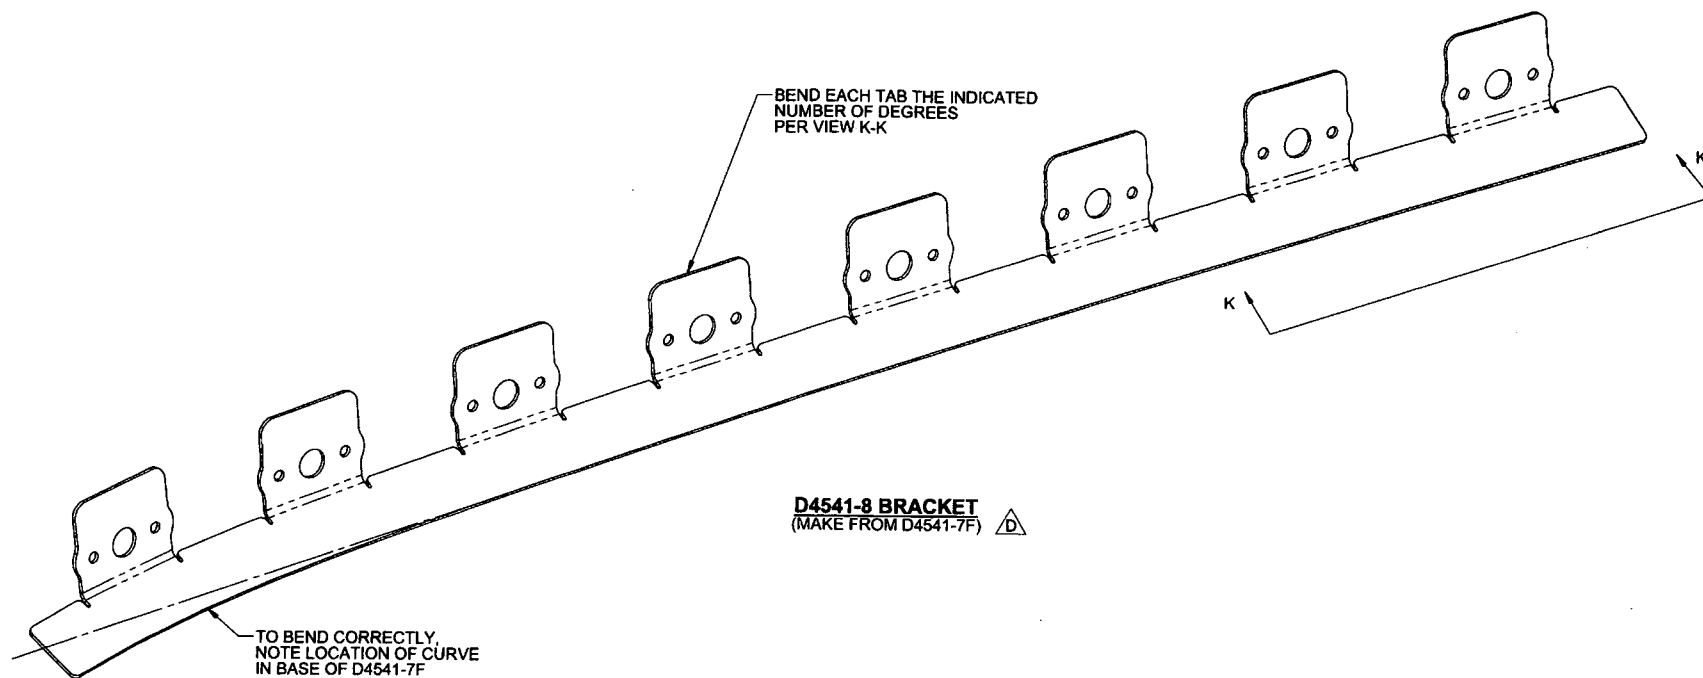 BEND EACH TAB THE INDICATED
NUMBER OF DEGREES
PER VIEW K-K
K
K
D4541-8 BRACKET
(MAKE FROM D4541-7F) D
TO BEND CORRECTLY,
NOTE LOCATION OF CURVE
IN BASE OF D4541-7F